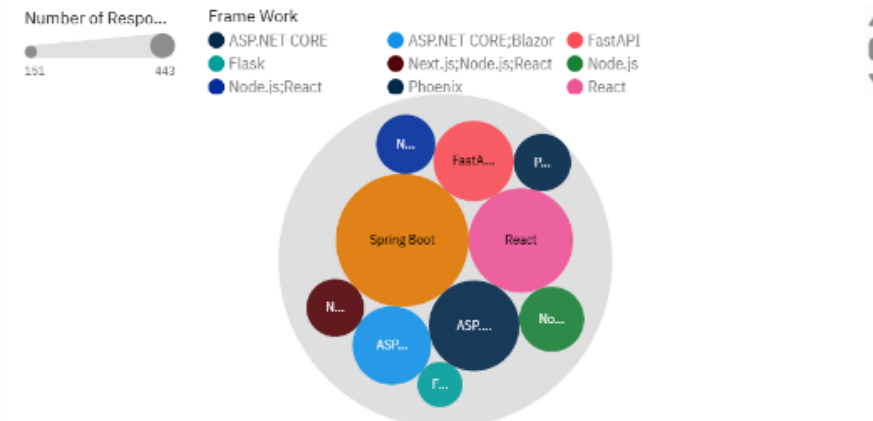 Number of Respo...
151
443
Frame Work
ASP.NET CORE
ASP.NET CORE;Blazor
FastAPI
Flask
Next.js;Node.js;React
Node.js
Node.js;React
Phoenix
React
N...
FastA...
P...
Spring Boot
React
N...
ASP...
ASP....
No...
F...